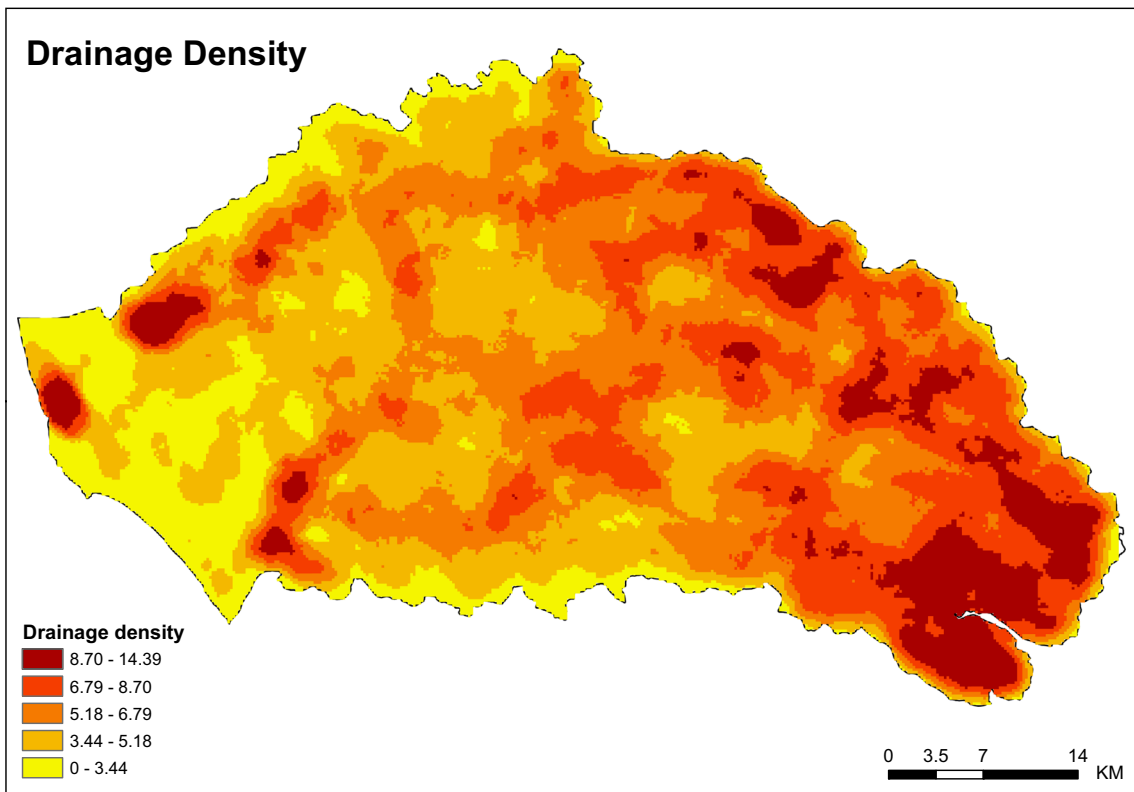 Drainage Density
Drainage density
8.70 - 14.39
6.79 - 8.70
5.18 - 6.79
3.44 - 5.18
0 - 3.44
0 3.5 7 14
KM